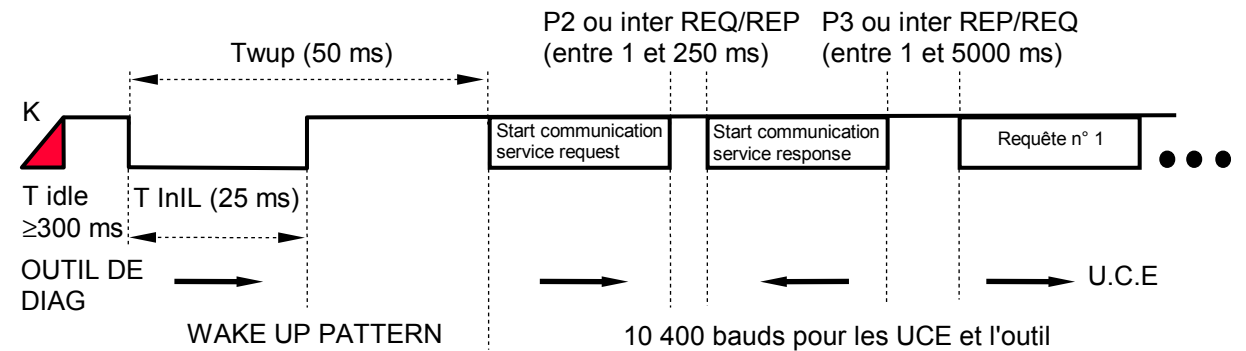 P2 ou inter REQ/REP
(entre 1 et 250 ms)
P3 ou inter REP/REQ
(entre 1 et 5000 ms)
Twup (50 ms)
K
Start communication
service request
Start communication
service response
Requête n° 1
T idle
≥300 ms
T InIL (25 ms)
OUTIL DE
DIAG
U.C.E
WAKE UP PATTERN
10 400 bauds pour les UCE et l'outil